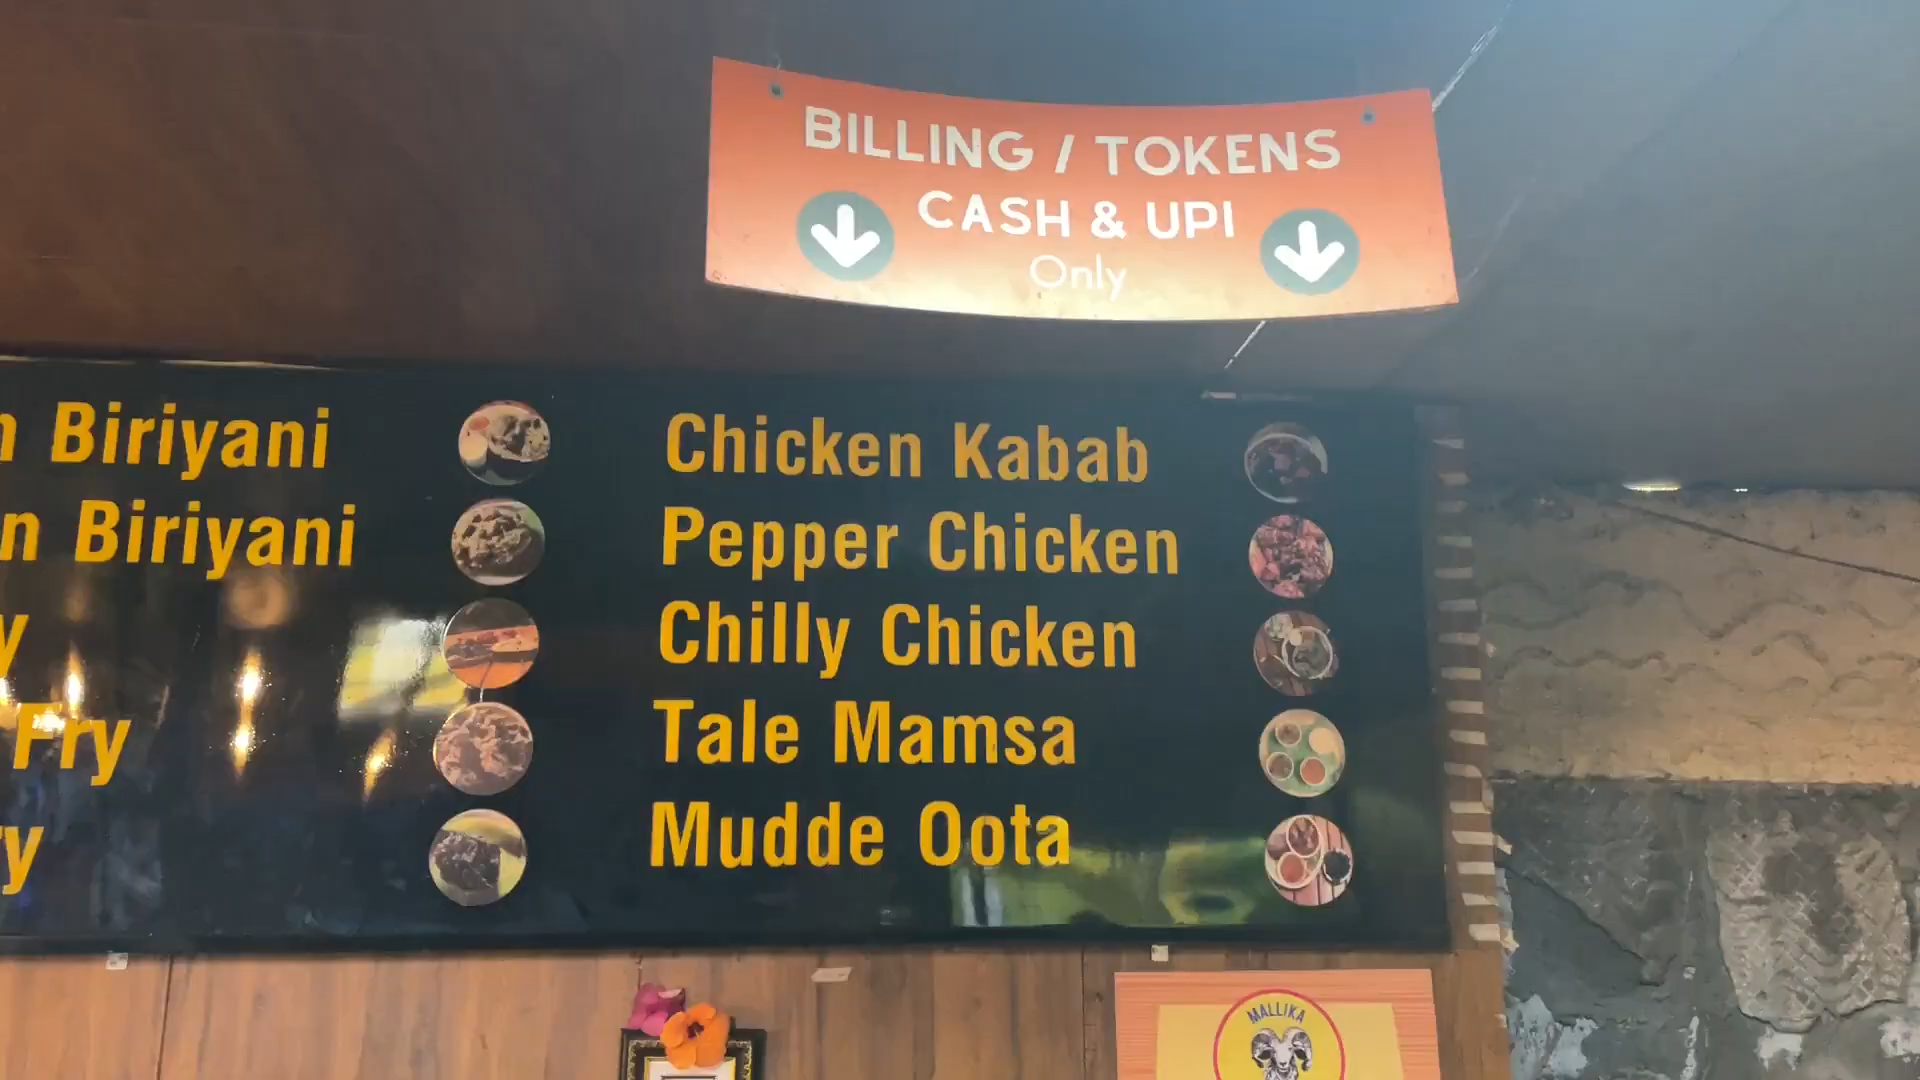 BILLING / TOKENS
CASH & UPI
Only
Biriyani
Biriyani
Fry
Chicken Kabab
Pepper Chicken
Chilly Chicken
Tale Mamsa
Mudde Oota
MALLIKA